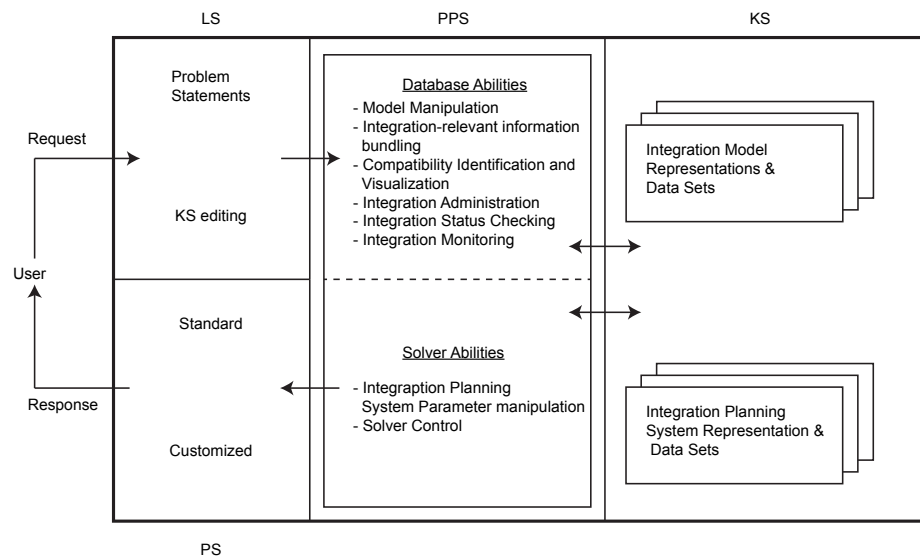 LS
PPS
KS
Problem
Statements
Request
KS editing
User
Standard
Response
Customized
PS
Database Abilities
- Model Manipulation
- Integration-relevant information
bundling
- Compatibility Identification and
Visualization
- Integration Administration
- Integration Status Checking
- Integration Monitoring
Solver Abilities
- Integraption Planning
System Parameter manipulation
- Solver Control
Integration Model
Representations &
Data Sets
Integration Planning
System Representation &
Data Sets